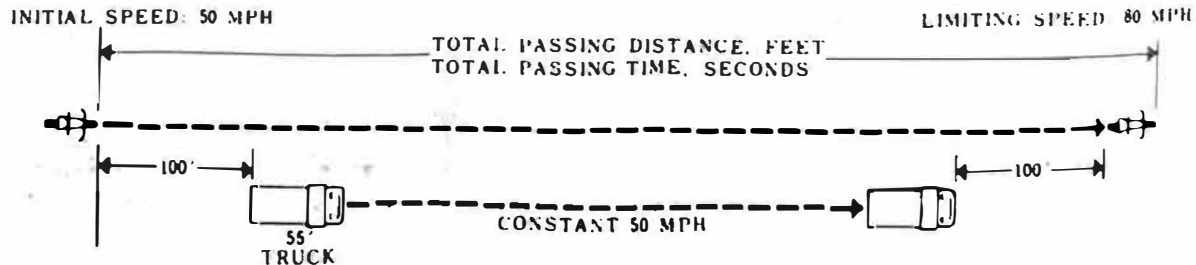 INITIAL SPEED: 50 MPH
LIMITING SPEED 80 MPH
TOTAL PASSING DISTANCE, FEET
TOTAL PASSING TIME, SECONDS
100'
100'
CONSTANT 50 MPH
55'
TRUCK